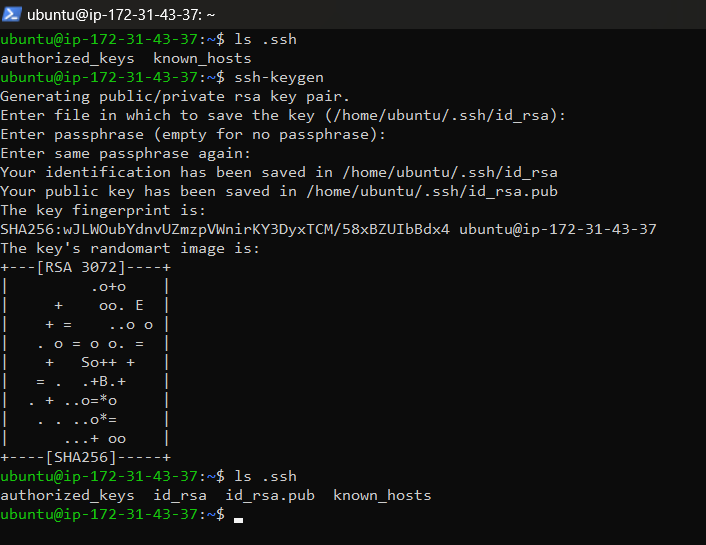 ubuntu@ip-172-31-43-37: ~
ubuntu@ip-172-31-43-37:~$ ls .ssh
authorized_keys  known_hosts
ubuntu@ip-172-31-43-37:~$ ssh-keygen
Generating public/private rsa key pair.
Enter file in which to save the key (/home/ubuntu/.ssh/id_rsa):
Enter passphrase (empty for no passphrase):
Enter same passphrase again:
Your identification has been saved in /home/ubuntu/.ssh/id_rsa
Your public key has been saved in /home/ubuntu/.ssh/id_rsa.pub
The key fingerprint is:
SHA256:wJLWOubYdnvUZmzpVWnirKY3DyxTCM/58xBZUIbBdx4 ubuntu@ip-172-31-43-37
The key's randomart image is:
+---[RSA 3072]----+
|         .o+o    |
|     +    oo. E  |
|    + =    ..o o |
|   . o = o o. =  |
|    +   So++ +   |
|   = .  .+B.+    |
|  . + ..o=*o     |
|   . . ..o*=     |
|      ...+ oo    |
+----[SHA256]-----+
ubuntu@ip-172-31-43-37:~$ ls .ssh
authorized_keys  id_rsa  id_rsa.pub  known_hosts
ubuntu@ip-172-31-43-37:~$